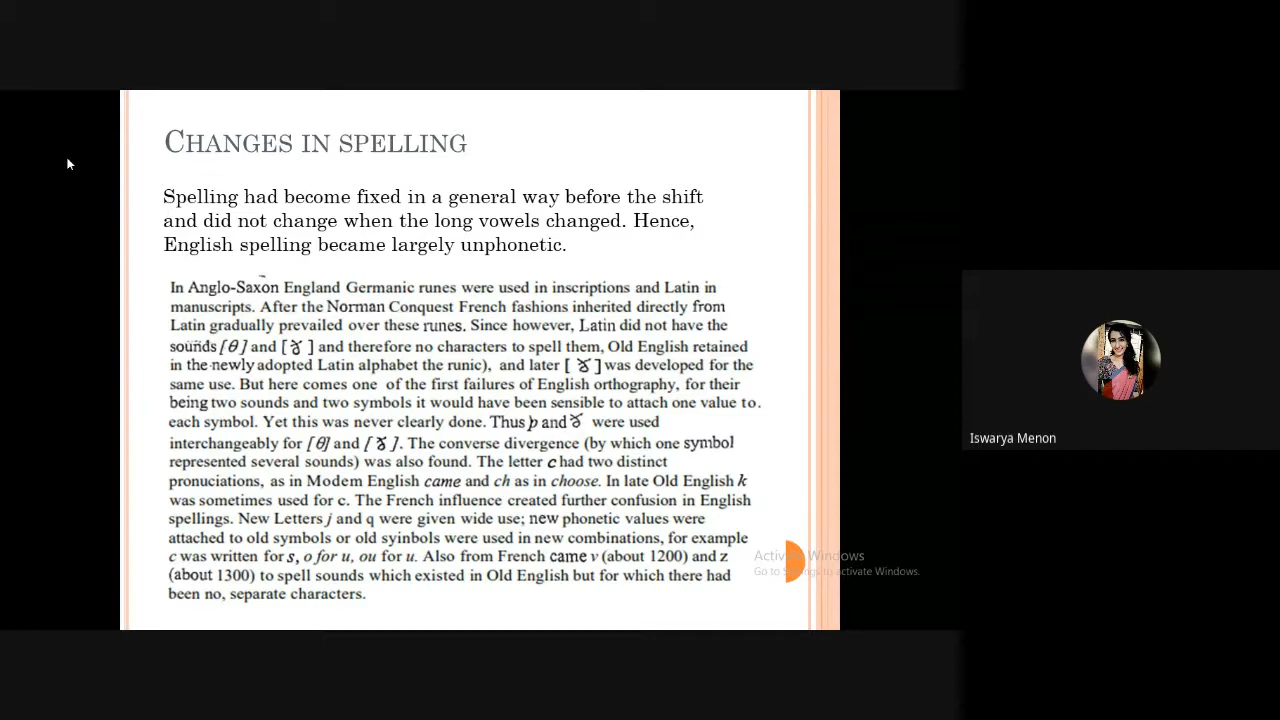 CHANGES IN SPELLING
Spelling had become fixed in a general way before the shift
and did not change when the long vowels changed. Hence,
English spelling became largely unphonetic.
In Anglo-Saxon England Germanic runes were used in inscriptions and Latin in
manuscripts. After the Norman Conquest French fashions inherited directly from
Latin gradually prevailed over these runes. Since however, Latin did not have the
sounds [θ] and [ɤ] and therefore no characters to spell them, Old English retained
in the newly adopted Latin alphabet the runic), and later [ ɤ ] was developed for the
same use. But here comes one of the first failures of English orthography, for their
being two sounds and two symbols it would have been sensible to attach one value to.
each symbol. Yet this was never clearly done. Thus þ and ɤ were used
interchangeably for [θ] and [ɤ]. The converse divergence (by which one symbol
represented several sounds) was also found. The letter c had two distinct
pronuciations, as in Modem English came and ch as in choose. In late Old English k
was sometimes used for c. The French influence created further confusion in English
spellings. New Letters j and q were given wide use; new phonetic values were
attached to old symbols or old syinbols were used in new combinations, for example
c was written for s, o for u, ou for u. Also from French came v (about 1200) and z
(about 1300) to spell sounds which existed in Old English but for which there had
been no, separate characters.
Activate Windows
Go to Settings to activate Windows.
Iswarya Menon